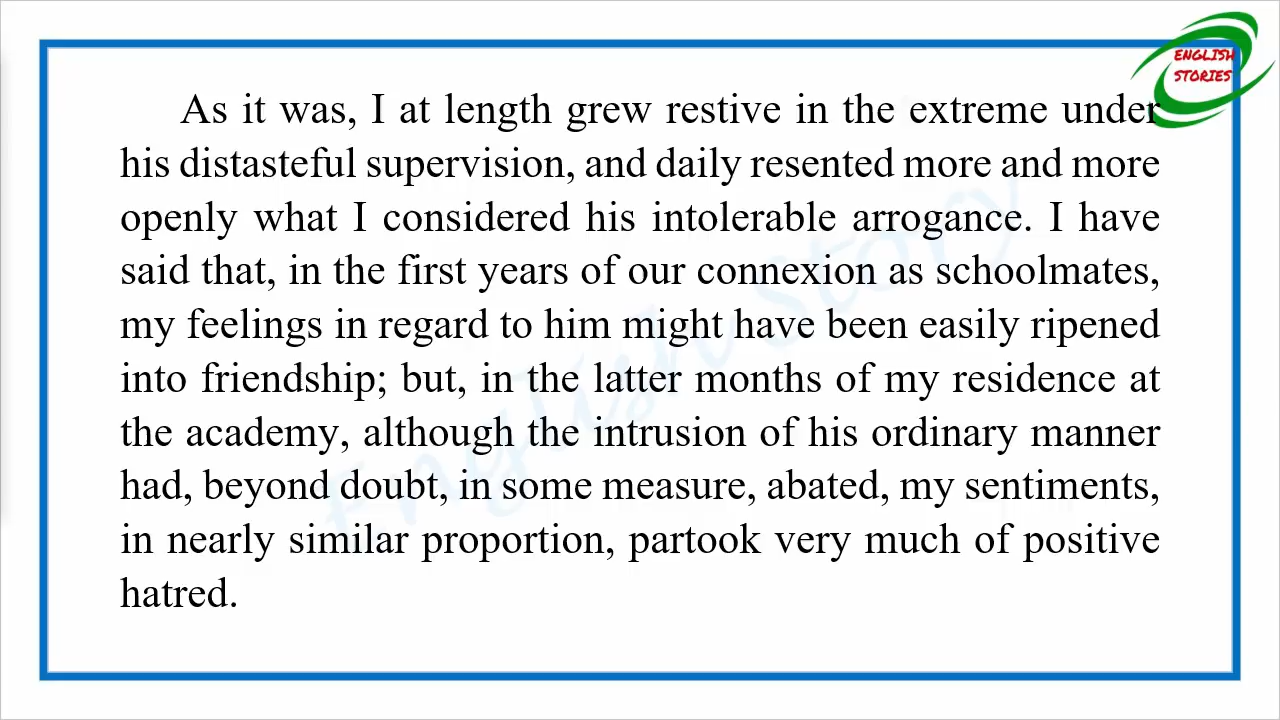 ENGLISH
STORIES
As it was, I at length grew restive in the extreme under
his distasteful supervision, and daily resented more and more
openly what I considered his intolerable arrogance. I have
said that, in the first years of our connexion as schoolmates,
my feelings in regard to him might have been easily ripened
into friendship; but, in the latter months of my residence at
the academy, although the intrusion of his ordinary manner
had, beyond doubt, in some measure, abated, my sentiments,
in nearly similar proportion, partook very much of positive
hatred.
English Story